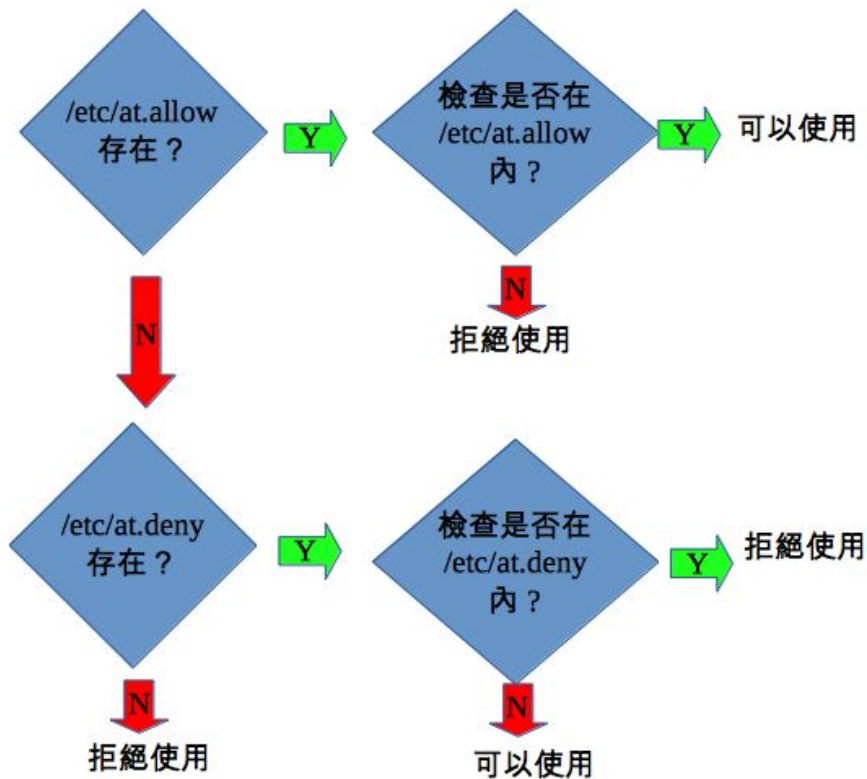 /etc/at.allow
存在？
Y
檢查是否在
/etc/at.allow
內？
Y
可以使用
N
拒絕使用
N
/etc/at.deny
存在？
Y
檢查是否在
/etc/at.deny
內？
Y
拒絕使用
N
拒絕使用
N
可以使用